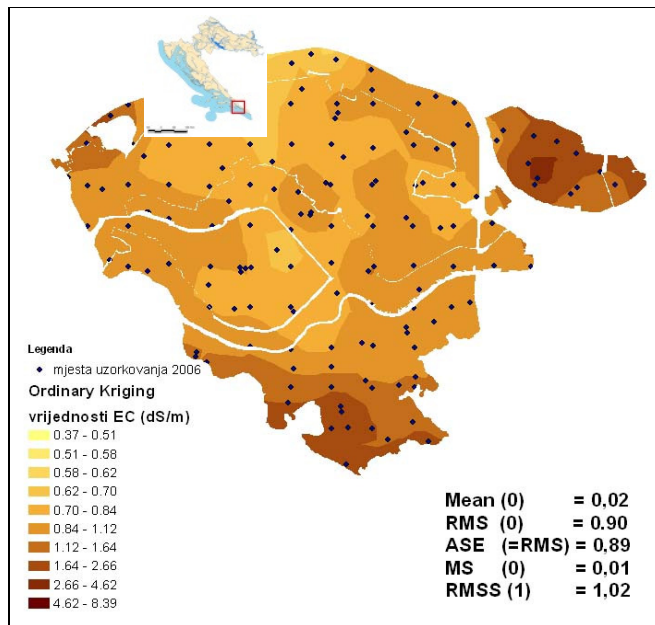 Legenda
mjesta uzorkovanja 2006
Ordinary Kriging
vrijednosti EC (dS/m)
0.37 - 0.51
0.51 - 0.58
0.58 - 0.62
0.62 - 0.70
0.70 - 0.84
0.84 - 1.12
1.12 - 1.64
1.64 - 2.66
2.66 - 4.62
4.62 - 8.39
Mean (0) = 0,02
RMS (0) = 0.90
ASE (=RMS) = 0,89
MS (0) = 0,01
RMSS (1) = 1,02